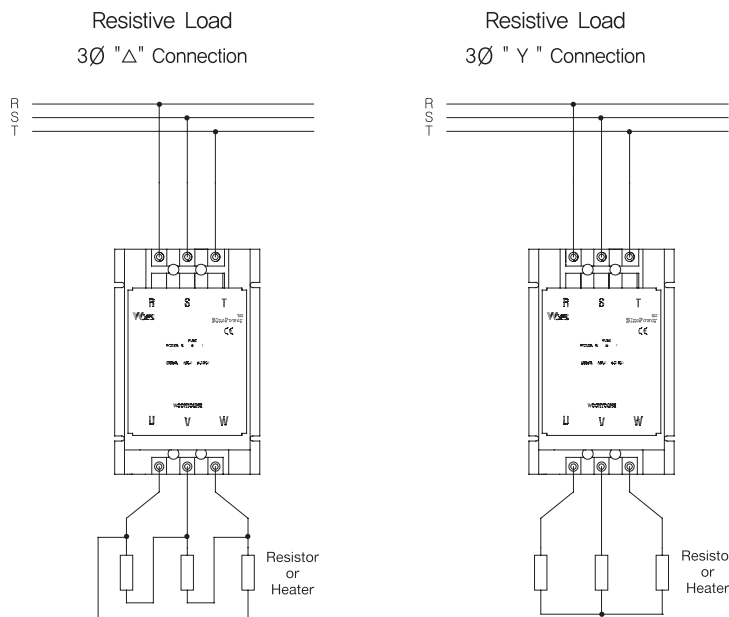 Resistive Load
3Ø "△" Connection
R
S
T
R S T
CE
U V W
Resistor
or
Heater
Resistive Load
3Ø " Y " Connection
R
S
T
R S T
CE
U V W
Resisto
or
Heater